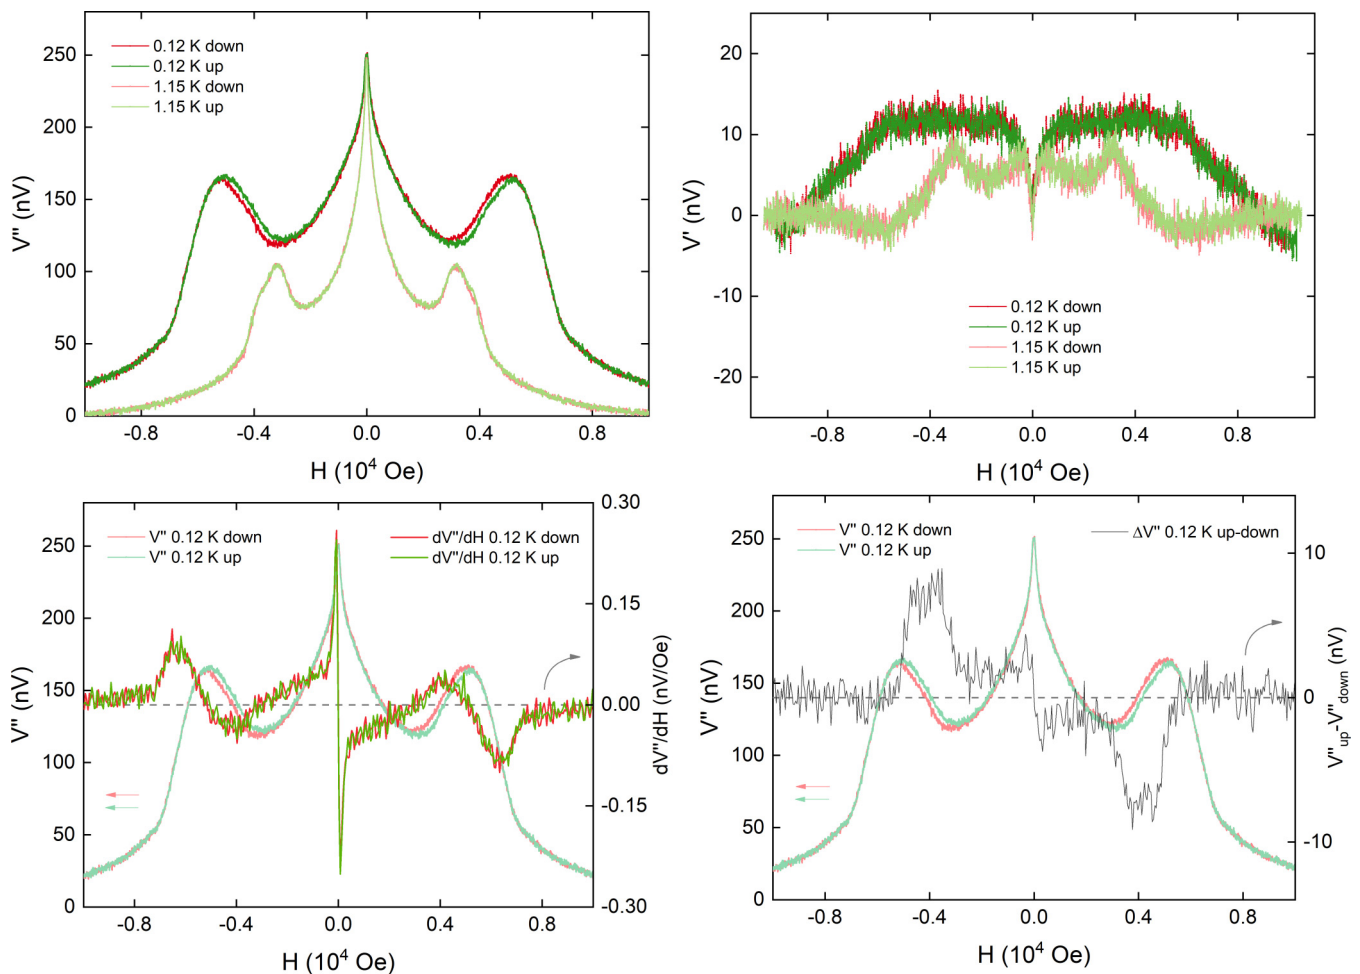 0.12 K down
0.12 K up
1.15 K down
1.15 K up
250
200
150
100
50
0
V'' (nV)
-0.8
-0.4
0.0
0.4
0.8
H (10⁴ Oe)
20
10
0
-10
-20
V' (nV)
0.12 K down
0.12 K up
1.15 K down
1.15 K up
-0.8
-0.4
0.0
0.4
0.8
H (10⁴ Oe)
V'' 0.12 K down
V'' 0.12 K up
dV''/dH 0.12 K down
dV''/dH 0.12 K up
250
200
150
100
50
0
V'' (nV)
0.30
0.15
0.00
-0.15
-0.30
dV''/dH (nV/Oe)
-0.8
-0.4
0.0
0.4
0.8
H (10⁴ Oe)
V'' 0.12 K down
V'' 0.12 K up
ΔV'' 0.12 K up-down
250
200
150
100
50
0
V'' (nV)
10
0
-10
V''up-V''down (nV)
-0.8
-0.4
0.0
0.4
0.8
H (10⁴ Oe)